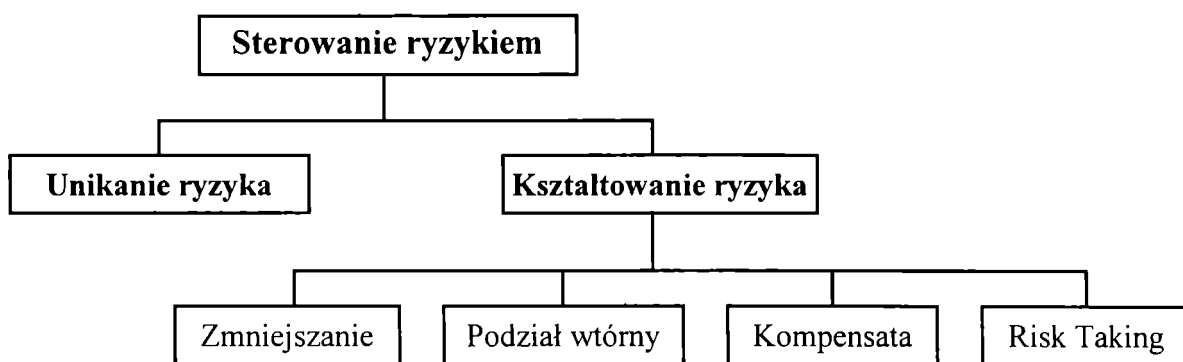 Sterowanie ryzykiem
Unikanie ryzyka
Kształtowanie ryzyka
Zmniejszanie
Podział wtórny
Kompensata
Risk Taking